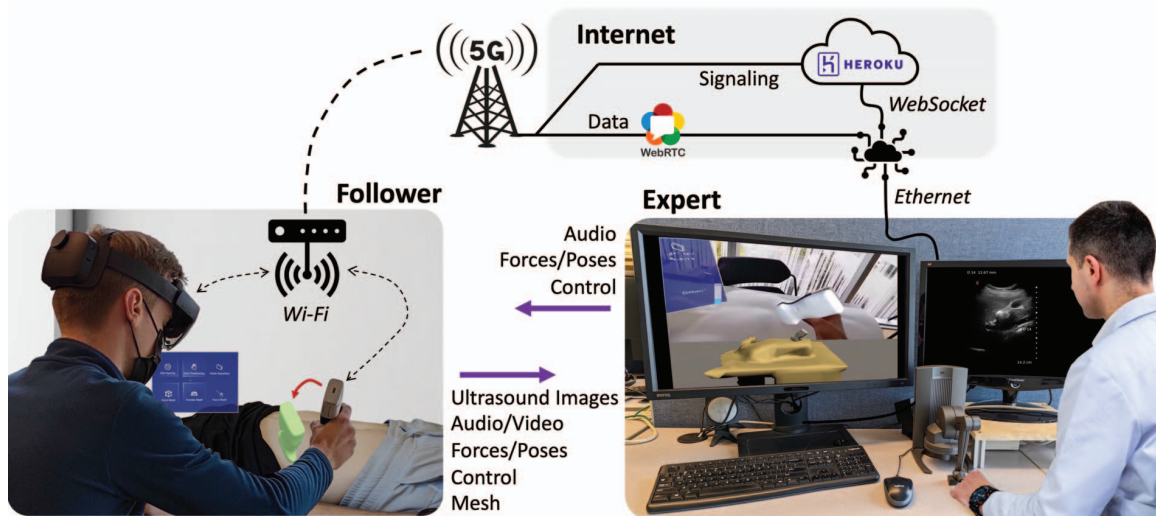 5G
Internet
HEROKU
Signaling
WebSocket
Data
WebRTC
Follower
Expert
Ethernet
Wi-Fi
Audio
Forces/Poses
Control
Ultrasound Images
Audio/Video
Forces/Poses
Control
Mesh
BENQ